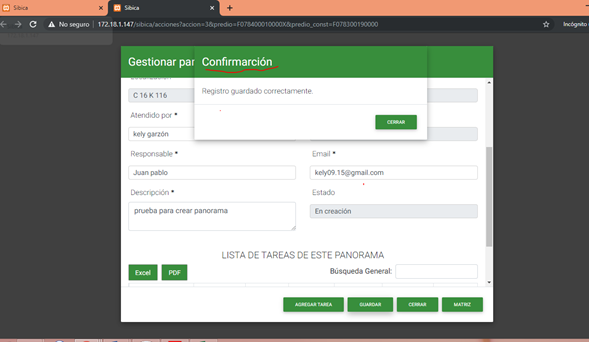 Sibica
Sibica
No seguro | 172.18.1.147/sibica/acciones?accion=3&predio=F078400010000X&predio_const=F078300190000
Incógnito
Gestionar par
Confirmarción
Registro guardado correctamente.
CERRAR
C 16 K 116
Atendido por *
kely garzón
Responsable *
Email *
Juan pablo
kely09.15@gmail.com
Descripción *
Estado
prueba para crear panorama
En creación
LISTA DE TAREAS DE ESTE PANORAMA
Excel
PDF
Búsqueda General:
AGREGAR TAREA
GUARDAR
CERRAR
MATRIZ